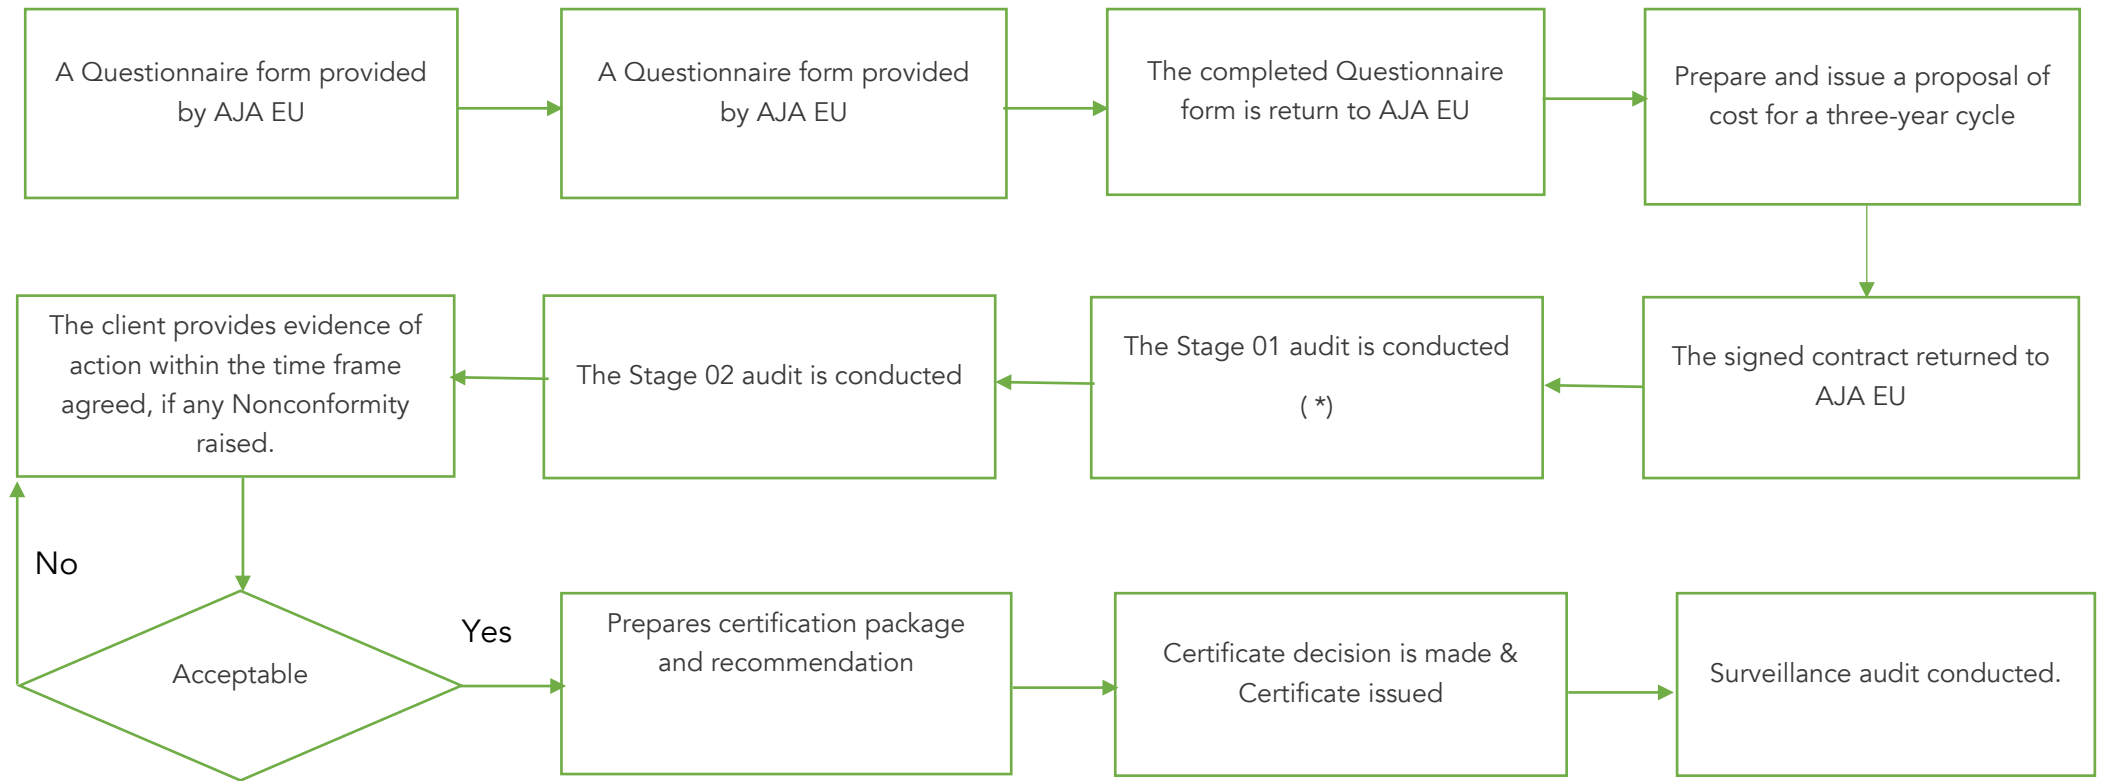 A Questionnaire form provided
by AJA EU
A Questionnaire form provided
by AJA EU
The completed Questionnaire
form is return to AJA EU
Prepare and issue a proposal of
cost for a three-year cycle
The client provides evidence of
action within the time frame
agreed, if any Nonconformity
raised.
The Stage 02 audit is conducted
The Stage 01 audit is conducted
( *)
The signed contract returned to
AJA EU
No
Acceptable
Yes
Prepares certification package
and recommendation
Certificate decision is made &
Certificate issued
Surveillance audit conducted.